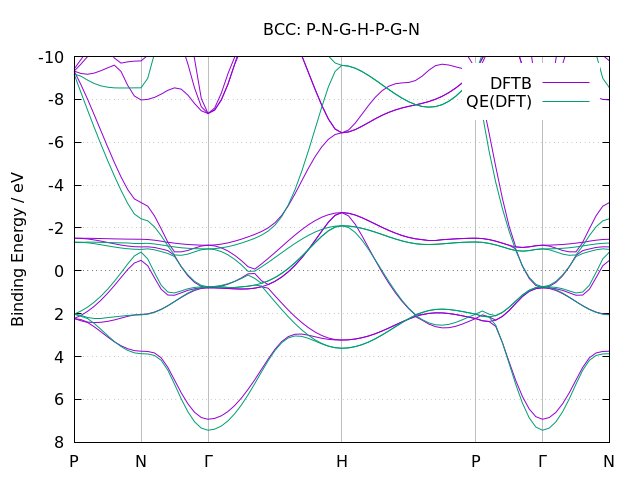 BCC: P-N-G-H-P-G-N
Binding Energy / eV
-10
-8
-6
-4
-2
0
2
4
6
8
DFTB
QE(DFT)
P N Γ H P Γ N